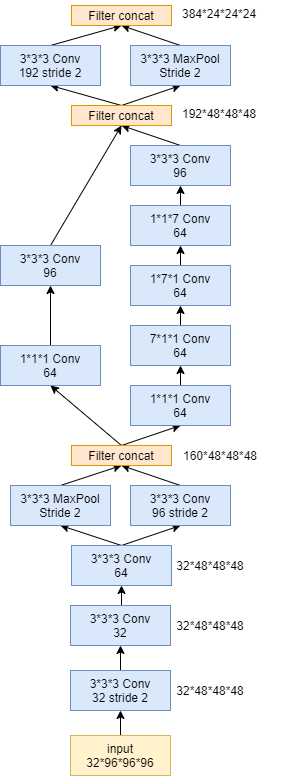 Filter concat 384*24*24*24
3*3*3 Conv
192 stride 2
3*3*3 MaxPool
Stride 2
Filter concat 192*48*48*48
3*3*3 Conv
96
1*1*7 Conv
64
3*3*3 Conv
96
1*7*1 Conv
64
7*1*1 Conv
64
1*1*1 Conv
64
1*1*1 Conv
64
Filter concat 160*48*48*48
3*3*3 MaxPool
Stride 2
3*3*3 Conv
96 stride 2
3*3*3 Conv
64
32*48*48*48
3*3*3 Conv
32
32*48*48*48
3*3*3 Conv
32 stride 2
32*48*48*48
input
32*96*96*96